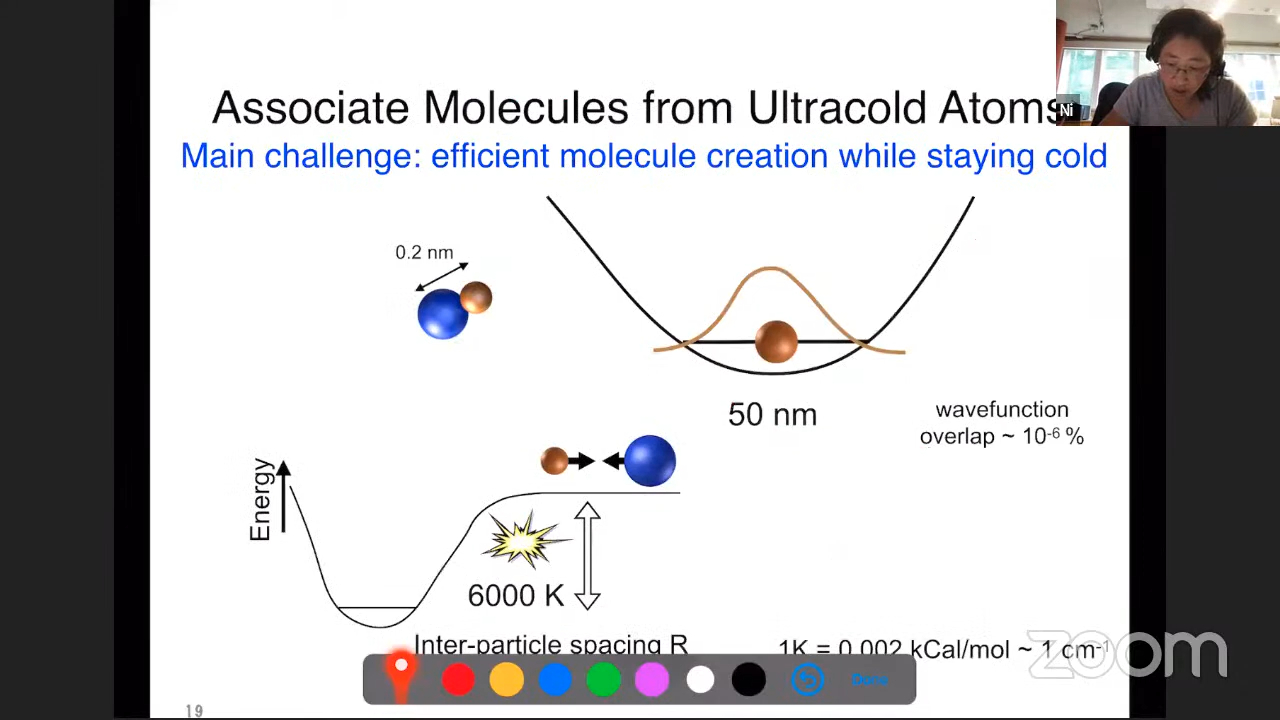 Associate Molecules from Ultracold Atoms
Ni
Main challenge: efficient molecule creation while staying cold
0.2 nm
50 nm
wavefunction
overlap ~ 10⁻⁶ %
Energy
6000 K
Inter-particle spacing R
1K = 0.002 kCal/mol ~ 1 cm⁻¹
zoom
Done
19